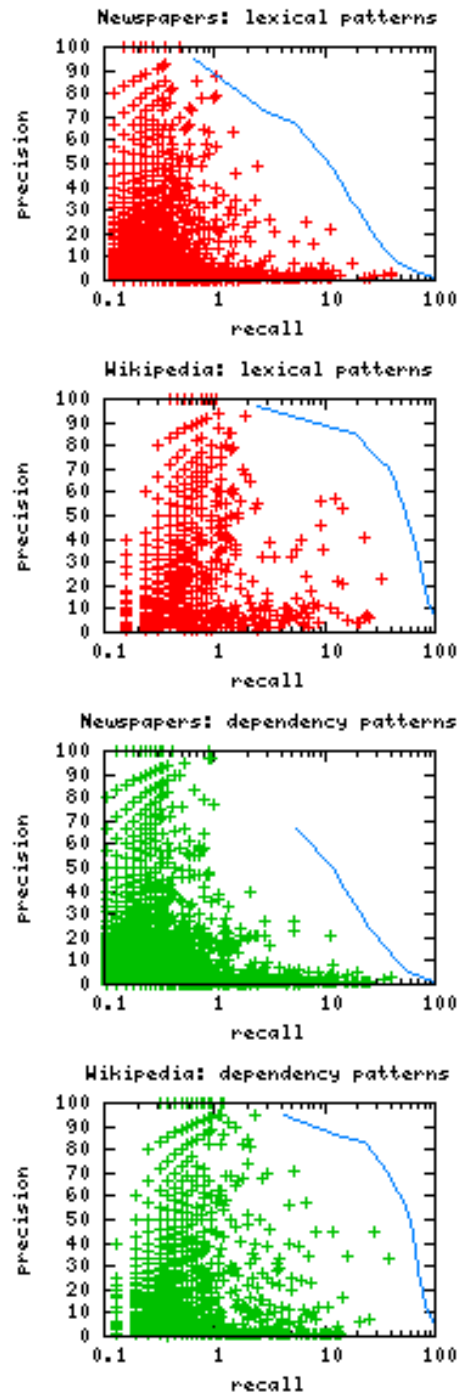 Newspapers: lexical patterns
100
90
80
70
60
50
40
30
20
10
0
precision
0.1 1 10 100
recall
Wikipedia: lexical patterns
100
90
80
70
60
50
40
30
20
10
0
precision
0.1 1 10 100
recall
Newspapers: dependency patterns
100
90
80
70
60
50
40
30
20
10
0
precision
0.1 1 10 100
recall
Wikipedia: dependency patterns
100
90
80
70
60
50
40
30
20
10
0
precision
0.1 1 10 100
recall